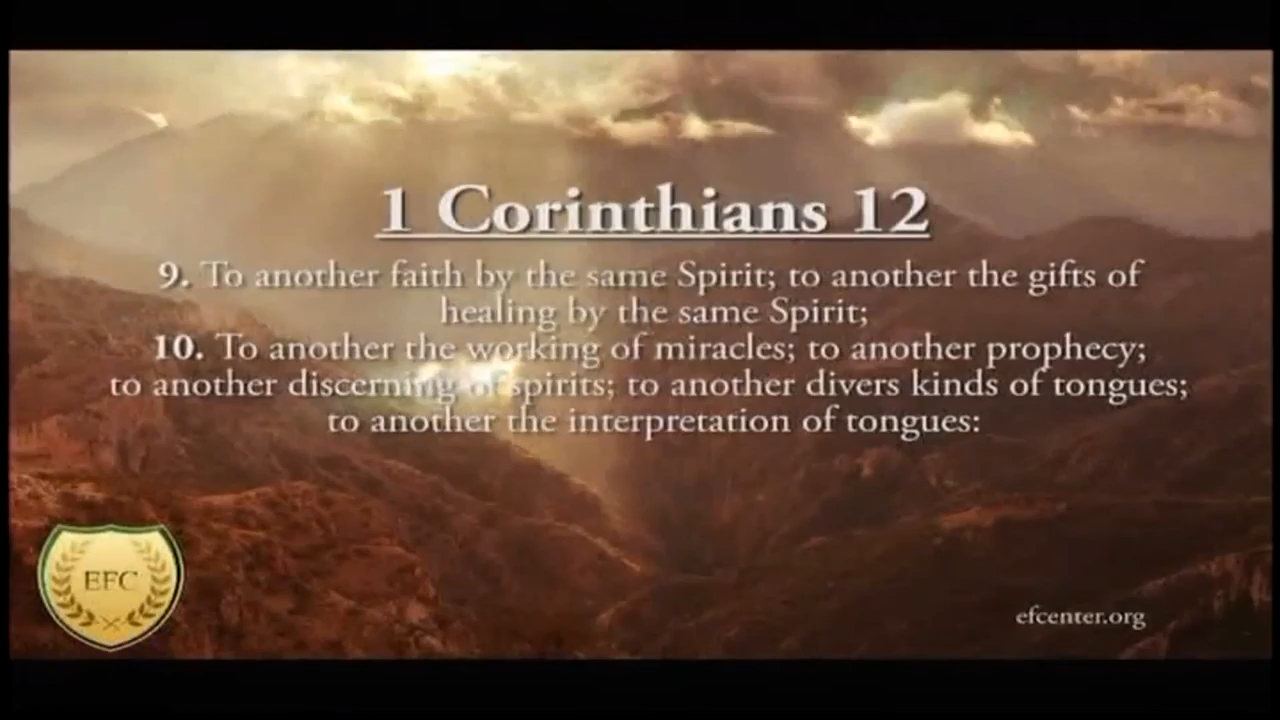 1 Corinthians 12
9. To another faith by the same Spirit; to another the gifts of
healing by the same Spirit;
10. To another the working of miracles; to another prophecy;
to another discerning of spirits; to another divers kinds of tongues;
to another the interpretation of tongues:
EFC
efcenter.org